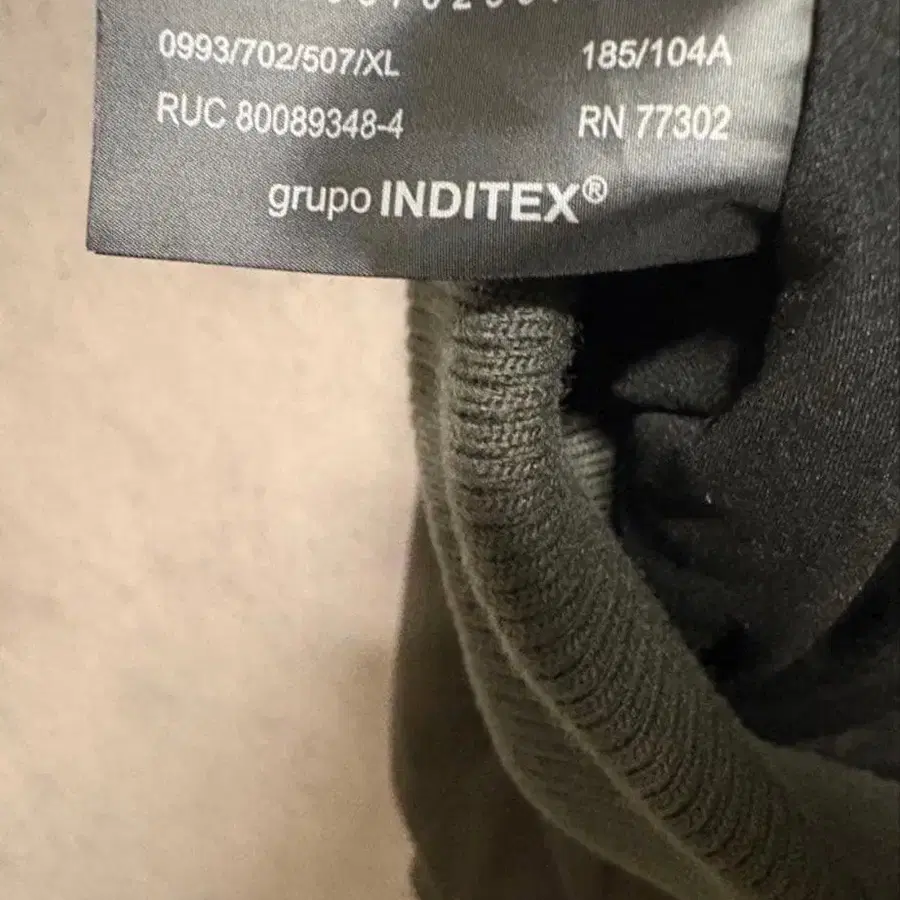 0993/702/507/XL 185/104A
RUC 80089348-4 RN 77302
grupo INDITEX®